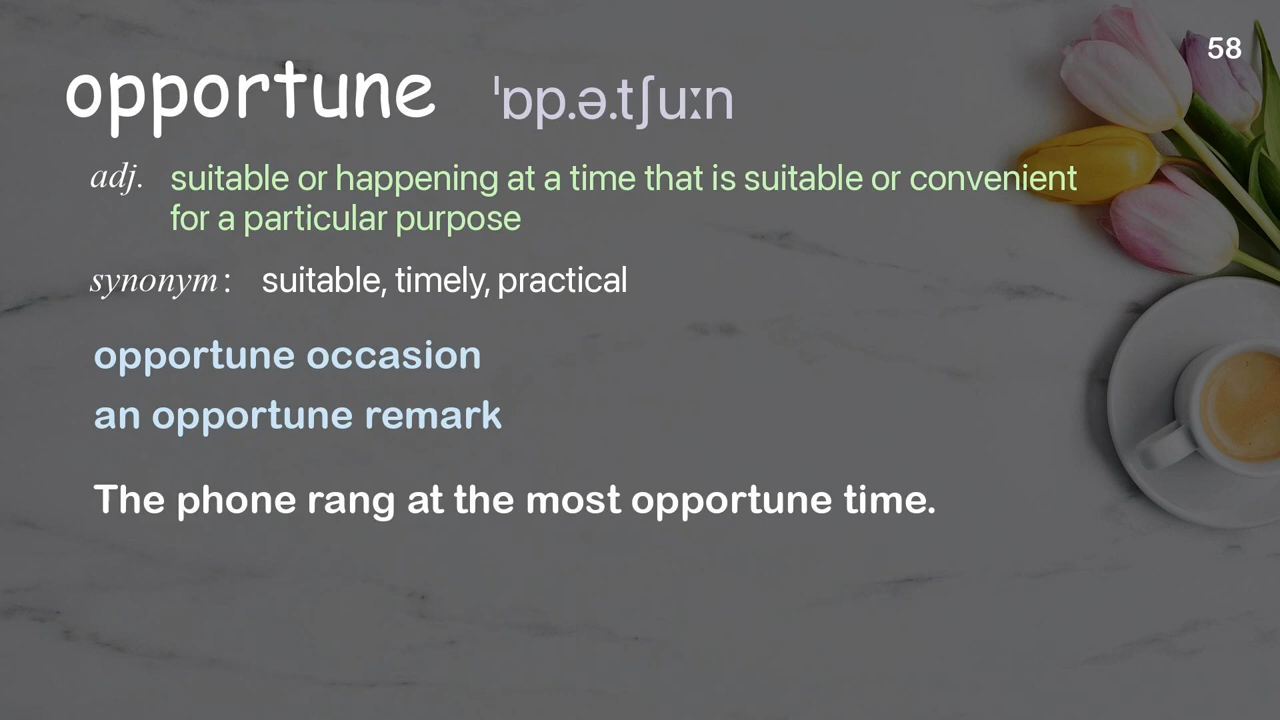 58
opportune ˈɒp.ə.tʃuːn
adj. suitable or happening at a time that is suitable or convenient
for a particular purpose
synonym: suitable, timely, practical
opportune occasion
an opportune remark
The phone rang at the most opportune time.